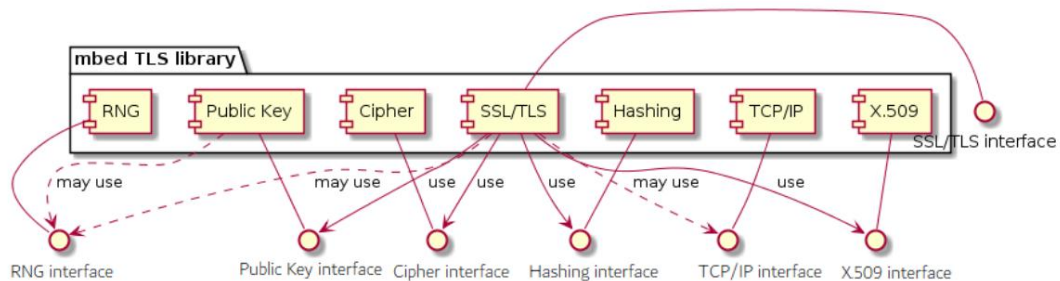 mbed TLS library
RNG
Public Key
Cipher
SSL/TLS
Hashing
TCP/IP
X.509
SSL/TLS interface
may use
may use
use
use
use
may use
use
RNG interface
Public Key interface
Cipher interface
Hashing interface
TCP/IP interface
X.509 interface